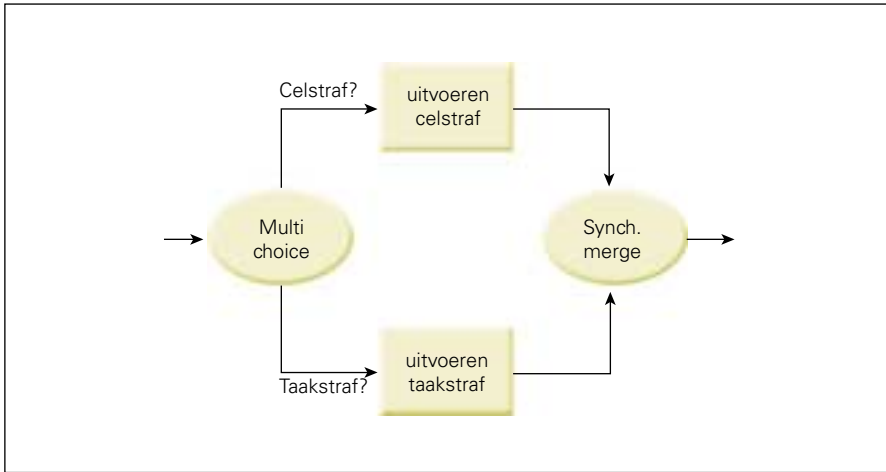 Celstraf?
uitvoeren
celstraf
Multi
choice
Synch.
merge
Taakstraf?
uitvoeren
taakstraf